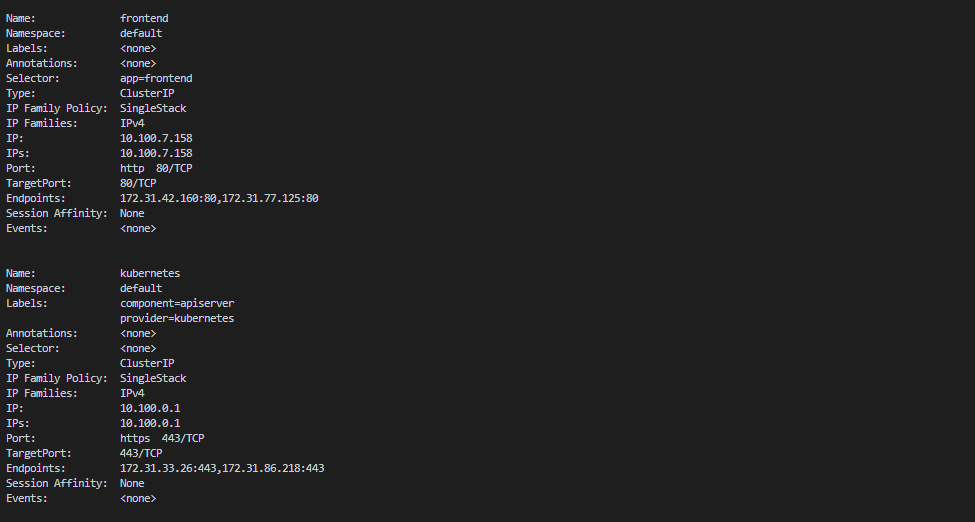 Name:              frontend
Namespace:         default
Labels:            <none>
Annotations:       <none>
Selector:          app=frontend
Type:              ClusterIP
IP Family Policy:  SingleStack
IP Families:       IPv4
IP:                10.100.7.158
IPs:               10.100.7.158
Port:              http  80/TCP
TargetPort:        80/TCP
Endpoints:         172.31.42.160:80,172.31.77.125:80
Session Affinity:  None
Events:            <none>
Name:              kubernetes
Namespace:         default
Labels:            component=apiserver
                   provider=kubernetes
Annotations:       <none>
Selector:          <none>
Type:              ClusterIP
IP Family Policy:  SingleStack
IP Families:       IPv4
IP:                10.100.0.1
IPs:               10.100.0.1
Port:              https  443/TCP
TargetPort:        443/TCP
Endpoints:         172.31.33.26:443,172.31.86.218:443
Session Affinity:  None
Events:            <none>